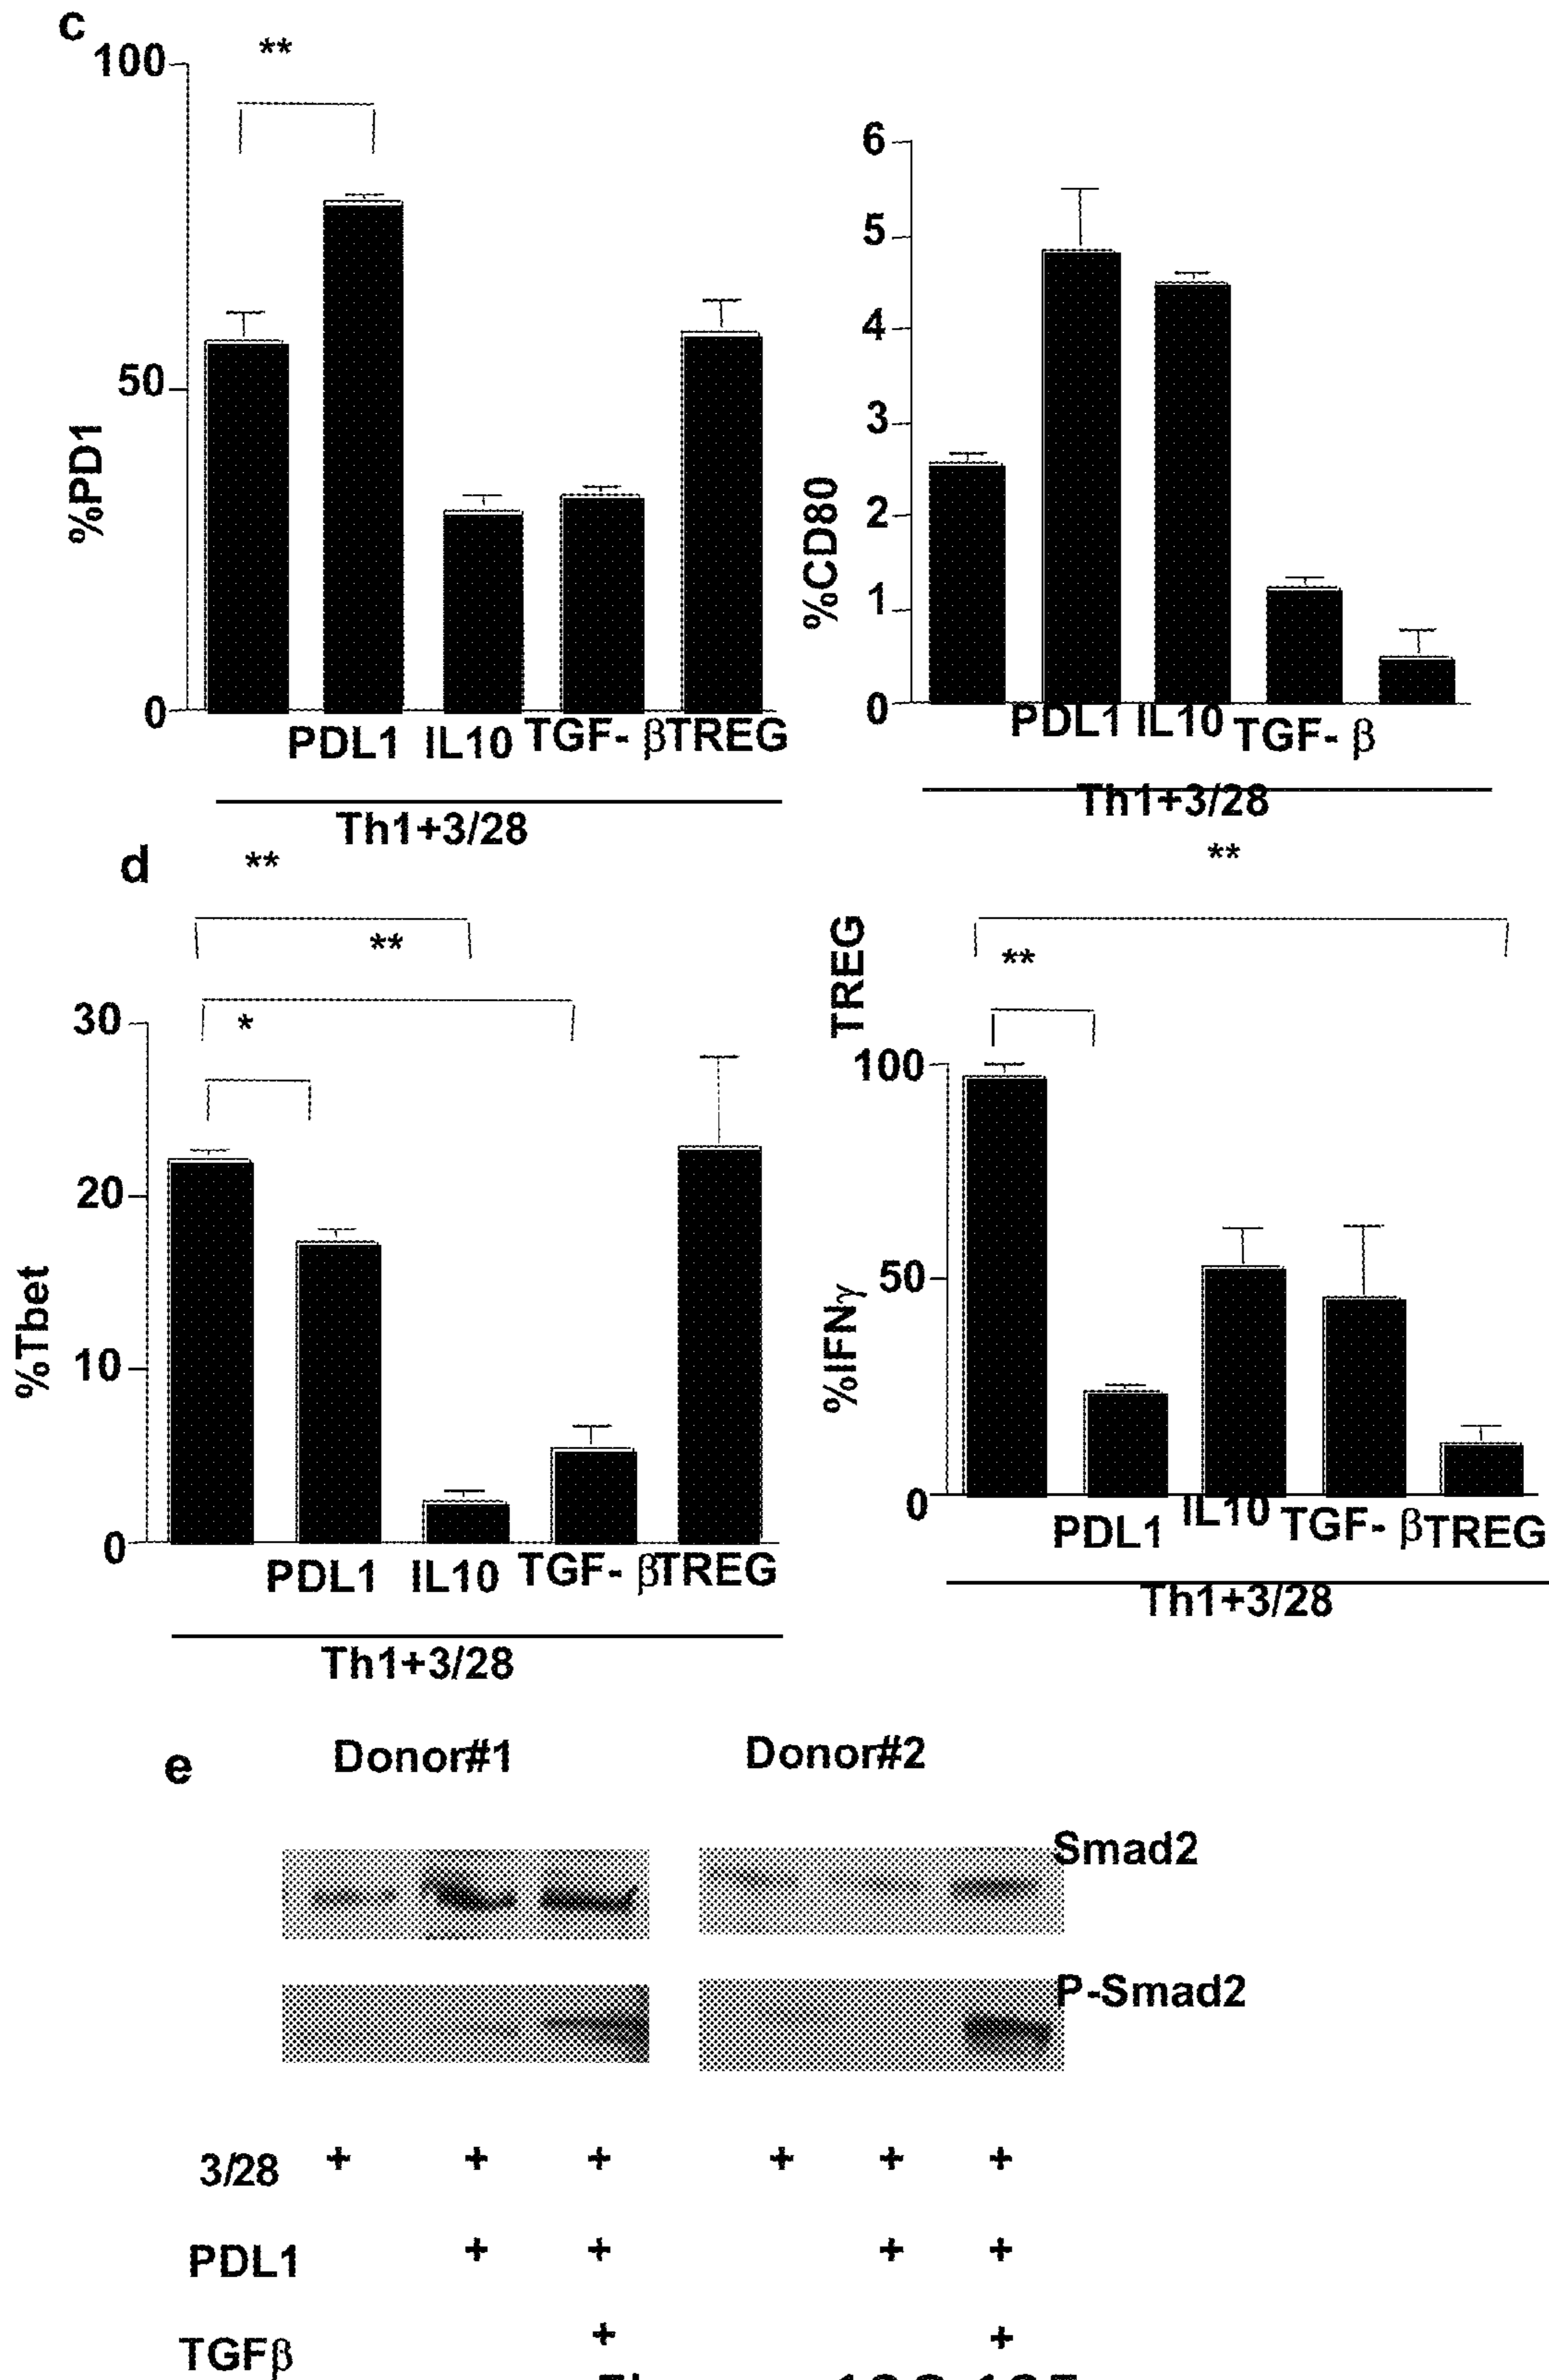 c
**
100
50
0
%PD1
PDL1 IL10 TGF- βTREG
Th1+3/28
6
5
4
3
2
1
0
%CD80
PDL1 IL10 TGF- β
Th1+3/28
TREG
d
**
**
*
30
20
10
0
%Tbet
PDL1 IL10 TGF- βTREG
Th1+3/28
**
**
100
50
0
%IFNγ
PDL1 IL10 TGF- βTREG
Th1+3/28
e
Donor#1 Donor#2
Smad2
P-Smad2
3/28 + + + + + +
PDL1 + + + +
TGFβ + +